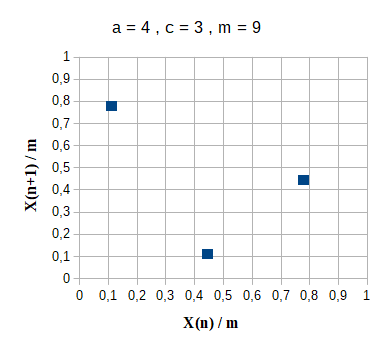 a = 4 , c = 3 , m = 9
1
0,9
0,8
0,7
0,6
0,5
0,4
0,3
0,2
0,1
0
X(n+1) / m
0 0,1 0,2 0,3 0,4 0,5 0,6 0,7 0,8 0,9 1
X(n) / m